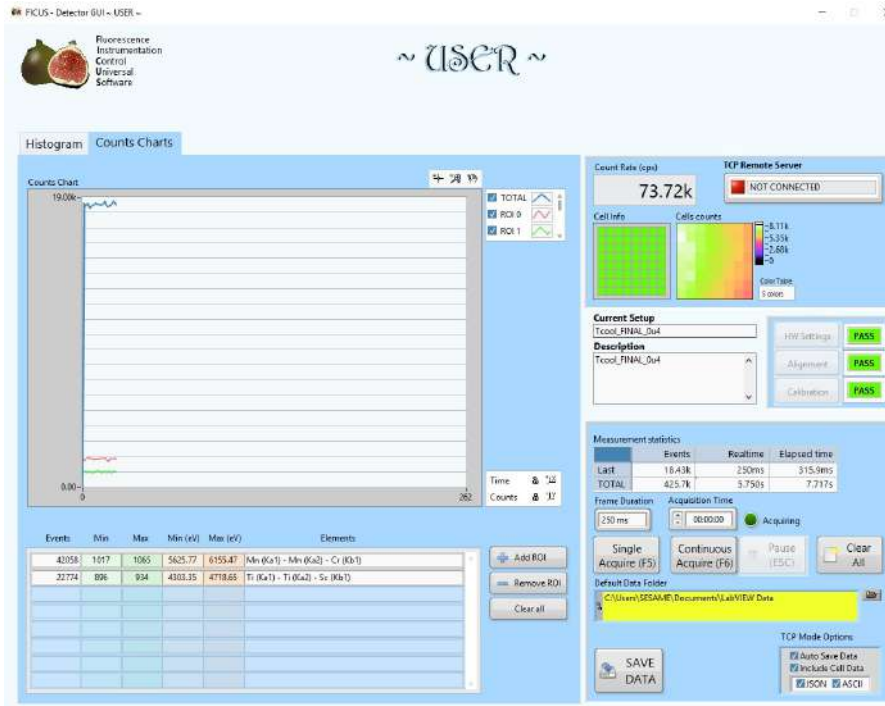 FICUS - Detector GUI ~ USER ~
Fluorescence
Instrumentation
Control
Universal
Software
~ USER ~
Histogram
Counts Charts
Counts Chart
19.00k
0.00
0
262
TOTAL
ROI 0
ROI 1
Time
Counts
Events Min Max Min (eV) Max (eV) Elements
42058 1017 1065 5625.77 6155.47 Mn (Ka1) - Mn (Ka2) - Cr (Kb1)
22774 896 934 4303.35 4718.65 Ti (Ka1) - Ti (Ka2) - Sc (Kb1)
Add ROI
Remove ROI
Clear all
Count Rate (cps)
73.72k
TCP Remote Server
NOT CONNECTED
Cell Info
Cells counts
8.11k
5.35k
2.68k
0
Color Table
5 colors
Current Setup
Tcool_FINAL_0u4
Description
Tcool_FINAL_0u4
HW Settings PASS
Alignment PASS
Calibration PASS
Measurement statistics
Events Realtime Elapsed time
Last 18.43k 250ms 315.9ms
TOTAL 425.7k 5.750s 7.717s
Frame Duration
250 ms
Acquisition Time
00:00:00
Acquiring
Single
Acquire (F5)
Continuous
Acquire (F6)
Pause
(ESC)
Clear
All
Default Data Folder
C:\Users\SESAME\Documents\LabVIEW Data
SAVE
DATA
TCP Mode Options
Auto Save Data
Include Cell Data
JSON ASCII